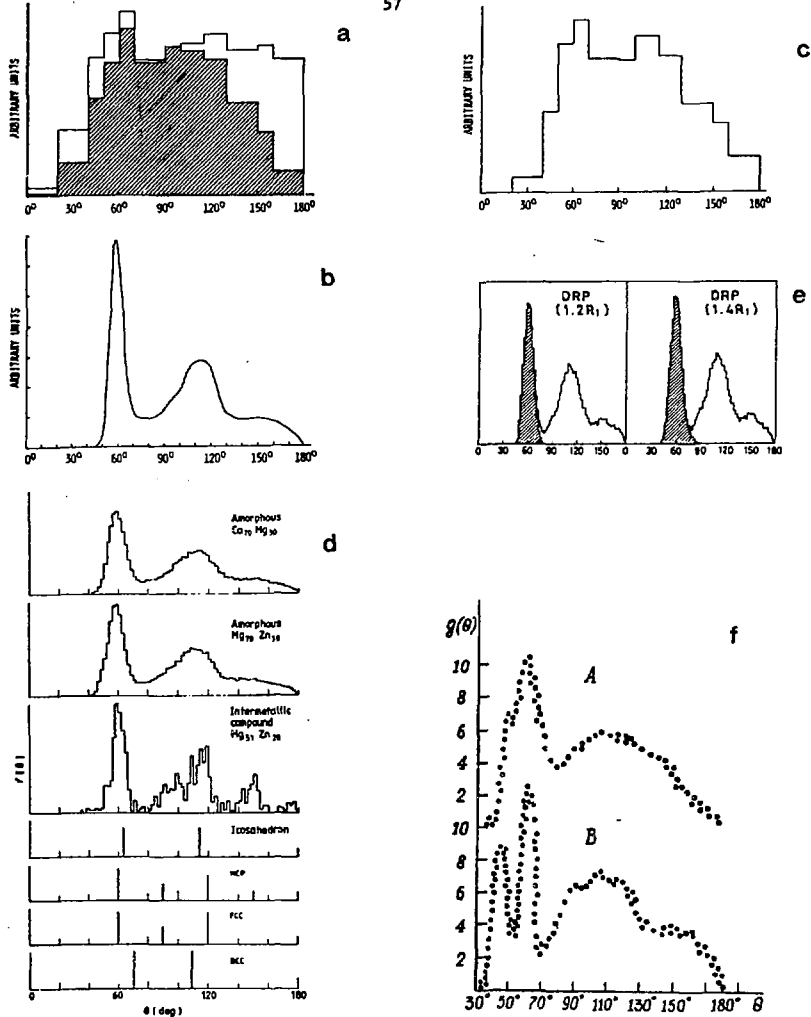 57
a
ARBITRARY UNITS
0° 30° 60° 90° 120° 150° 180°
c
ARBITRARY UNITS
0° 30° 60° 90° 120° 150° 180°
b
ARBITRARY UNITS
0° 30° 60° 90° 120° 150° 180°
e
DRP
(1.2R₁)
DRP
(1.4R₁)
0 30 60 90 120 150 0 30 60 90 120 150 180
d
Amorphous
Ca₇₀ Mg₃₀
Amorphous
Mg₇₀ Zn₃₀
Intermetallic
compound
Mg₅₁ Zn₂₀
Icosahedron
HCP
FCC
BCC
0 60 120 180
θ (deg)
f
g(θ)
10
8
6
4
2
A
10
8
6
4
2
B
30° 50° 70° 90° 110° 130° 150° 180° θ